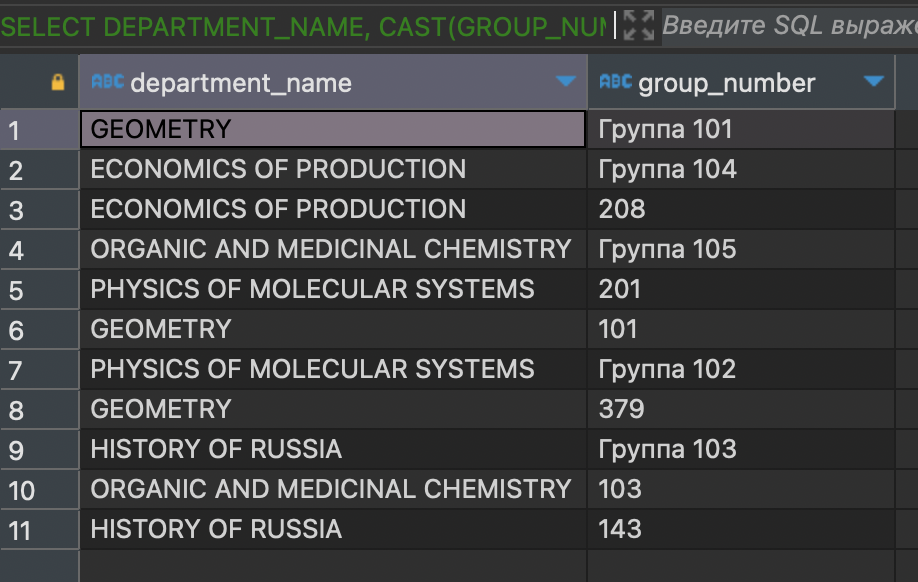 SELECT DEPARTMENT_NAME, CAST(GROUP_NUM Введите SQL выраже
ABC department_name ABC group_number
1 GEOMETRY Группа 101
2 ECONOMICS OF PRODUCTION Группа 104
3 ECONOMICS OF PRODUCTION 208
4 ORGANIC AND MEDICINAL CHEMISTRY Группа 105
5 PHYSICS OF MOLECULAR SYSTEMS 201
6 GEOMETRY 101
7 PHYSICS OF MOLECULAR SYSTEMS Группа 102
8 GEOMETRY 379
9 HISTORY OF RUSSIA Группа 103
10 ORGANIC AND MEDICINAL CHEMISTRY 103
11 HISTORY OF RUSSIA 143